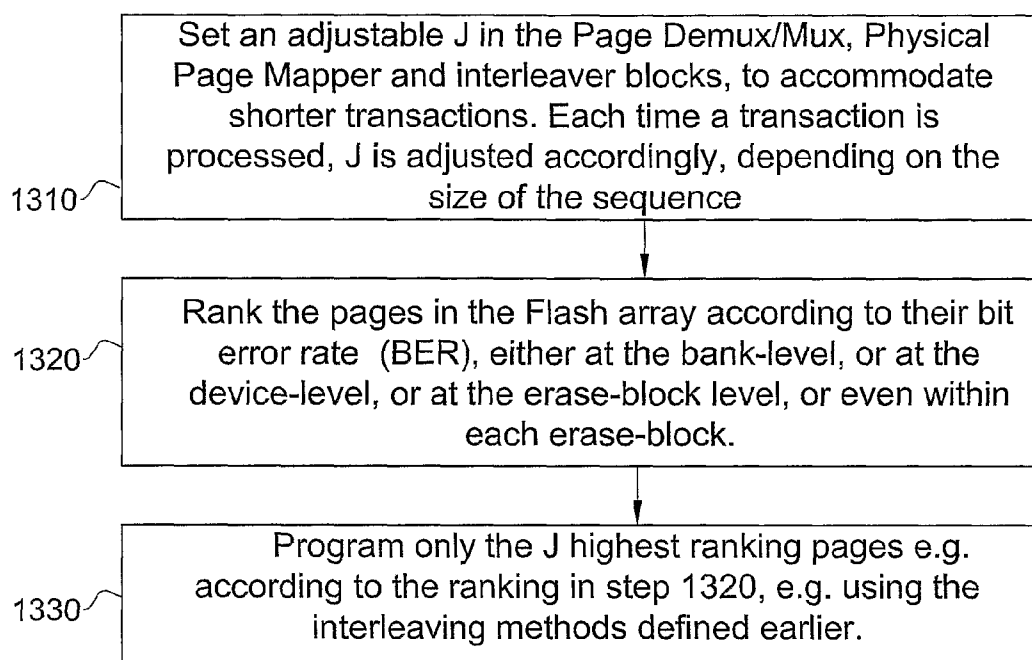 Set an adjustable J in the Page Demux/Mux, Physical
Page Mapper and interleaver blocks, to accommodate
shorter transactions. Each time a transaction is
processed, J is adjusted accordingly, depending on the
size of the sequence
1310
Rank the pages in the Flash array according to their bit
error rate (BER), either at the bank-level, or at the
device-level, or at the erase-block level, or even within
each erase-block.
1320
Program only the J highest ranking pages e.g.
according to the ranking in step 1320, e.g. using the
interleaving methods defined earlier.
1330